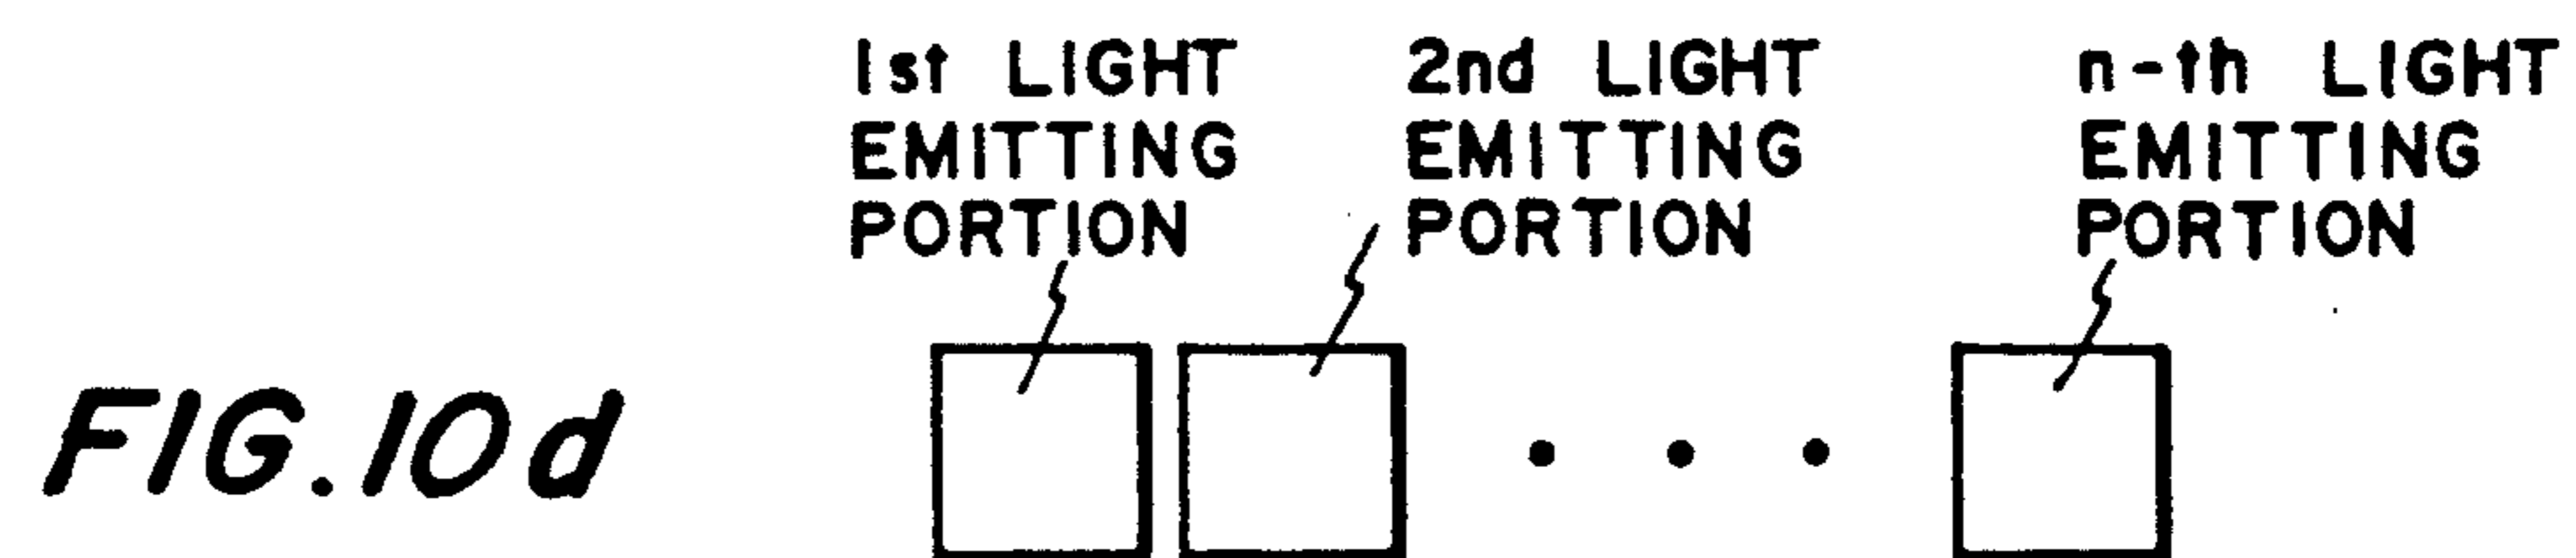 1st LIGHT
EMITTING
PORTION
2nd LIGHT
EMITTING
PORTION
n-th LIGHT
EMITTING
PORTION
FIG. 10d